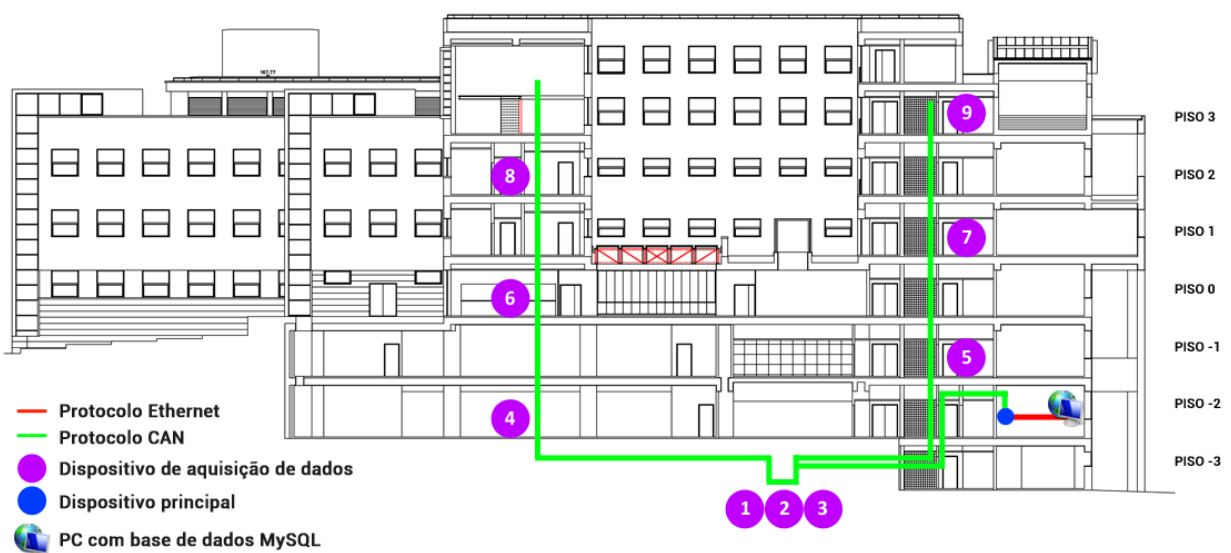 167.77
9
PISO 3
8
PISO 2
7
PISO 1
6
PISO 0
5
PISO -1
4
PISO -2
PISO -3
1 2 3
Protocolo Ethernet
Protocolo CAN
Dispositivo de aquisição de dados
Dispositivo principal
PC com base de dados MySQL